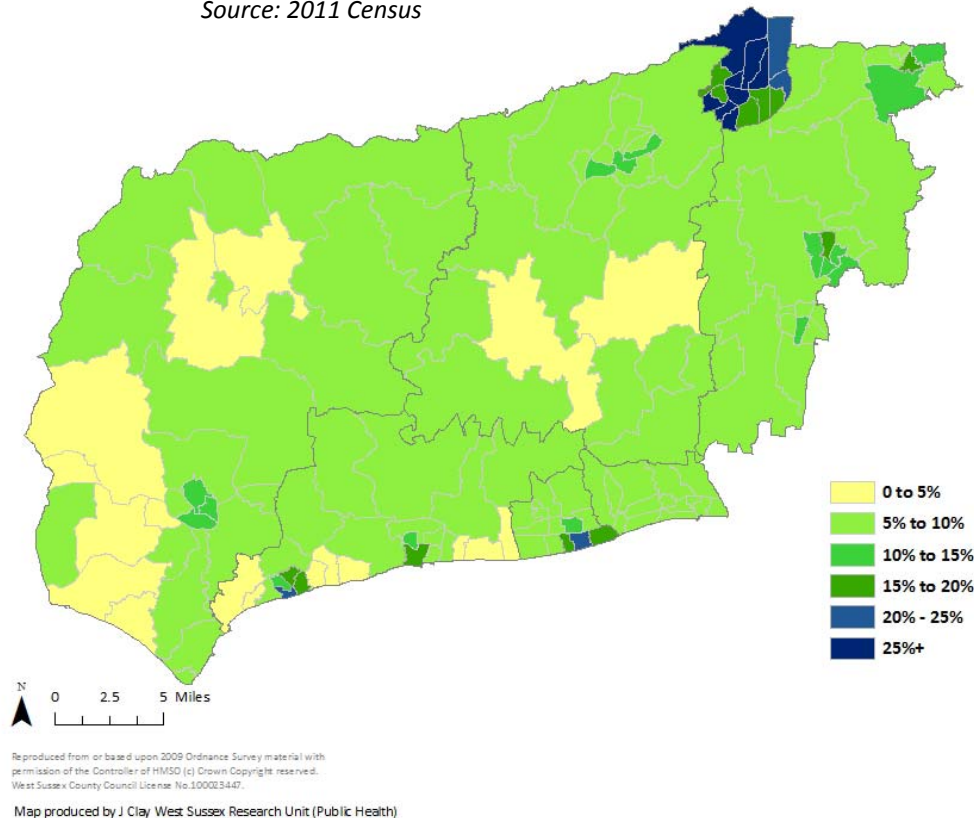 Source: 2011 Census
0 to 5%
5% to 10%
10% to 15%
15% to 20%
20% - 25%
25%+
N
0 2.5 5 Miles
Reproduced from or based upon 2009 Ordnance Survey material with
permission of the Controller of HMSO (c) Crown Copyright reserved.
West Sussex County Council License No.100023447.
Map produced by J Clay West Sussex Research Unit (Public Health)